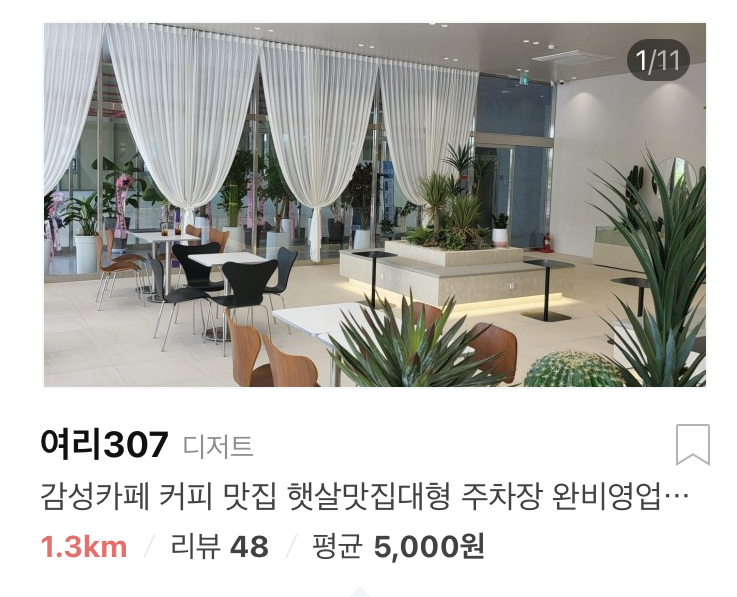 1/11
여리307 디저트
감성카페 커피 맛집 햇살맛집대형 주차장 완비영업…
1.3km / 리뷰 48 / 평균 5,000원